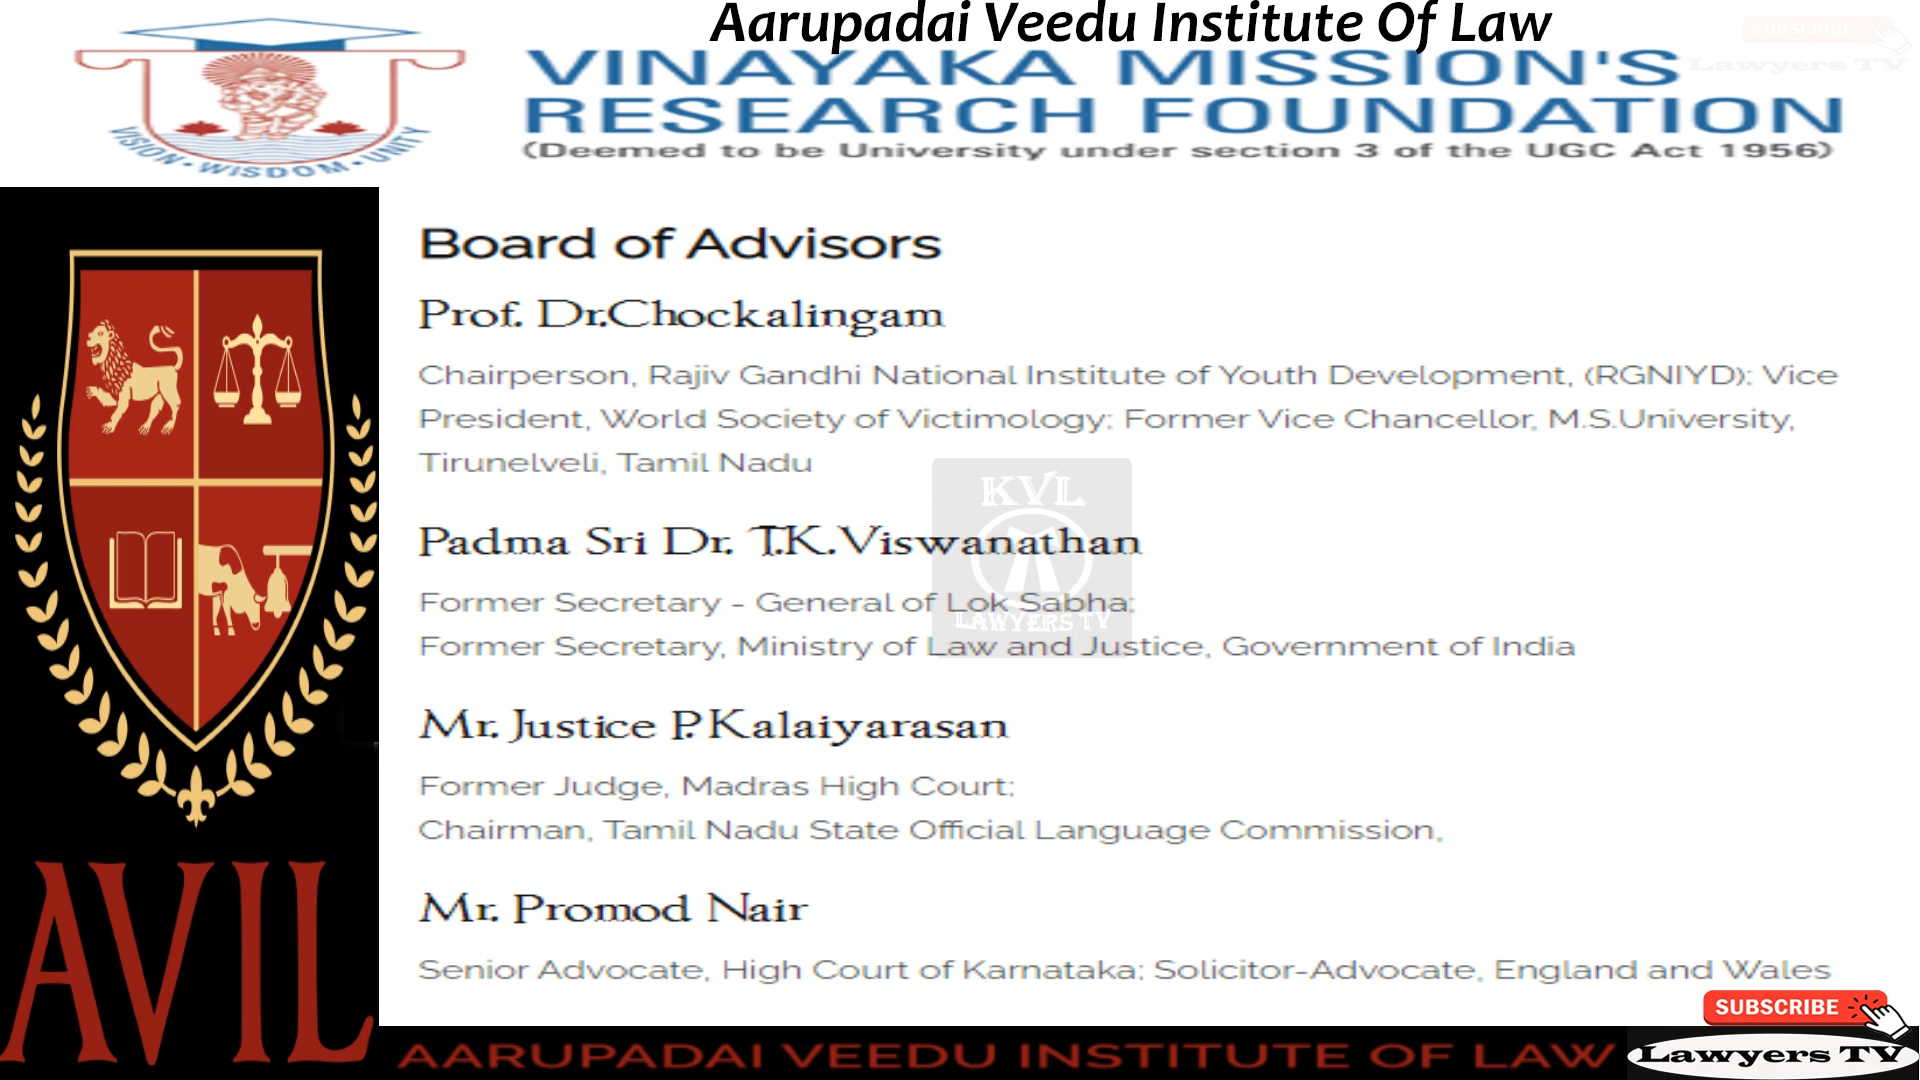 Aarupadai Veedu Institute Of Law
SUBSCRIBE
Lawyers TV
VINAYAKA MISSION'S
RESEARCH FOUNDATION
(Deemed to be University under section 3 of the UGC Act 1956)
VISION • WISDOM • UNITY
Board of Advisors
Prof. Dr.Chockalingam
Chairperson, Rajiv Gandhi National Institute of Youth Development, (RGNIYD); Vice
President, World Society of Victimology; Former Vice Chancellor, M.S.University,
Tirunelveli, Tamil Nadu
KVL
Padma Sri Dr. T.K.Viswanathan
Former Secretary - General of Lok Sabha;
LAWYERS TV
Former Secretary, Ministry of Law and Justice, Government of India
Mr. Justice P.Kalaiyarasan
Former Judge, Madras High Court;
Chairman, Tamil Nadu State Official Language Commission,
Mr. Promod Nair
Senior Advocate, High Court of Karnataka; Solicitor-Advocate, England and Wales
SUBSCRIBE
AVIL
AARUPADAI VEEDU INSTITUTE OF LAW
Lawyers TV